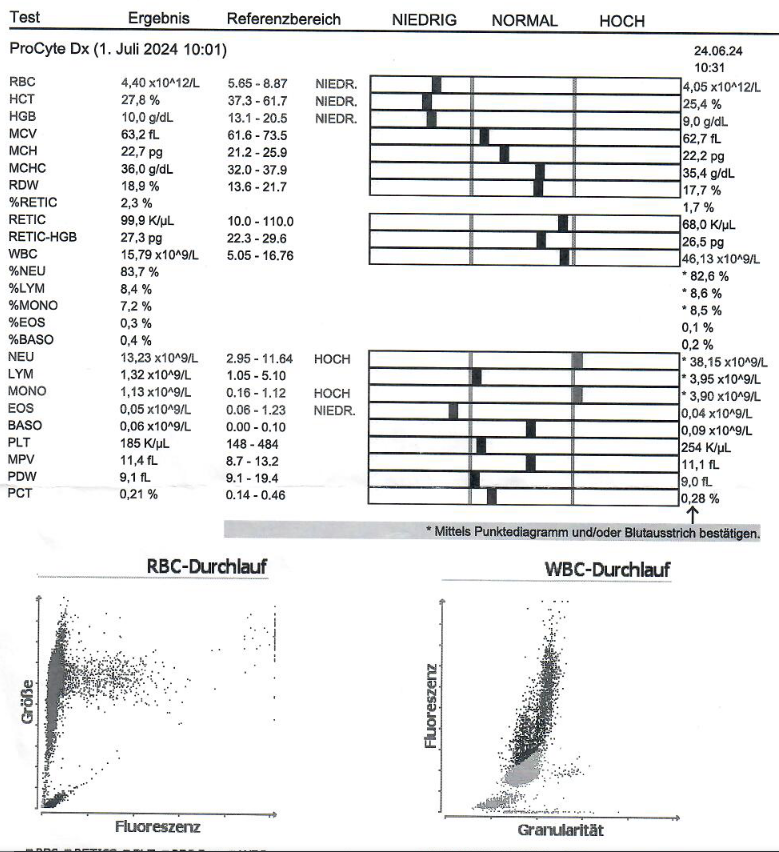 Test Ergebnis Referenzbereich NIEDRIG NORMAL HOCH
ProCyte Dx (1. Juli 2024 10:01) 24.06.24
10:31
RBC 4,40 x10^12/L 5.65 - 8.87 NIEDR. 4,05 x10^12/L
HCT 27,8 % 37.3 - 61.7 NIEDR. 25,4 %
HGB 10,0 g/dL 13.1 - 20.5 NIEDR. 9,0 g/dL
MCV 63,2 fL 61.6 - 73.5 62,7 fL
MCH 22,7 pg 21.2 - 25.9 22,2 pg
MCHC 36,0 g/dL 32.0 - 37.9 35,4 g/dL
RDW 18,9 % 13.6 - 21.7 17,7 %
%RETIC 2,3 % 1,7 %
RETIC 99,9 K/µL 10.0 - 110.0 68,0 K/µL
RETIC-HGB 27,3 pg 22.3 - 29.6 26,5 pg
WBC 15,79 x10^9/L 5.05 - 16.76 46,13 x10^9/L
%NEU 83,7 % * 82,6 %
%LYM 8,4 % * 8,6 %
%MONO 7,2 % * 8,5 %
%EOS 0,3 % 0,1 %
%BASO 0,4 % 0,2 %
NEU 13,23 x10^9/L 2.95 - 11.64 HOCH * 38,15 x10^9/L
LYM 1,32 x10^9/L 1.05 - 5.10 * 3,95 x10^9/L
MONO 1,13 x10^9/L 0.16 - 1.12 HOCH * 3,90 x10^9/L
EOS 0,05 x10^9/L 0.06 - 1.23 NIEDR. 0,04 x10^9/L
BASO 0,06 x10^9/L 0.00 - 0.10 0,09 x10^9/L
PLT 185 K/µL 148 - 484 254 K/µL
MPV 11,4 fL 8.7 - 13.2 11,1 fL
PDW 9,1 fL 9.1 - 19.4 9,0 fL
PCT 0,21 % 0.14 - 0.46 0,28 %
* Mittels Punktediagramm und/oder Blutausstrich bestätigen.
RBC-Durchlauf WBC-Durchlauf
Größe
Fluoreszenz
Fluoreszenz
Granularität